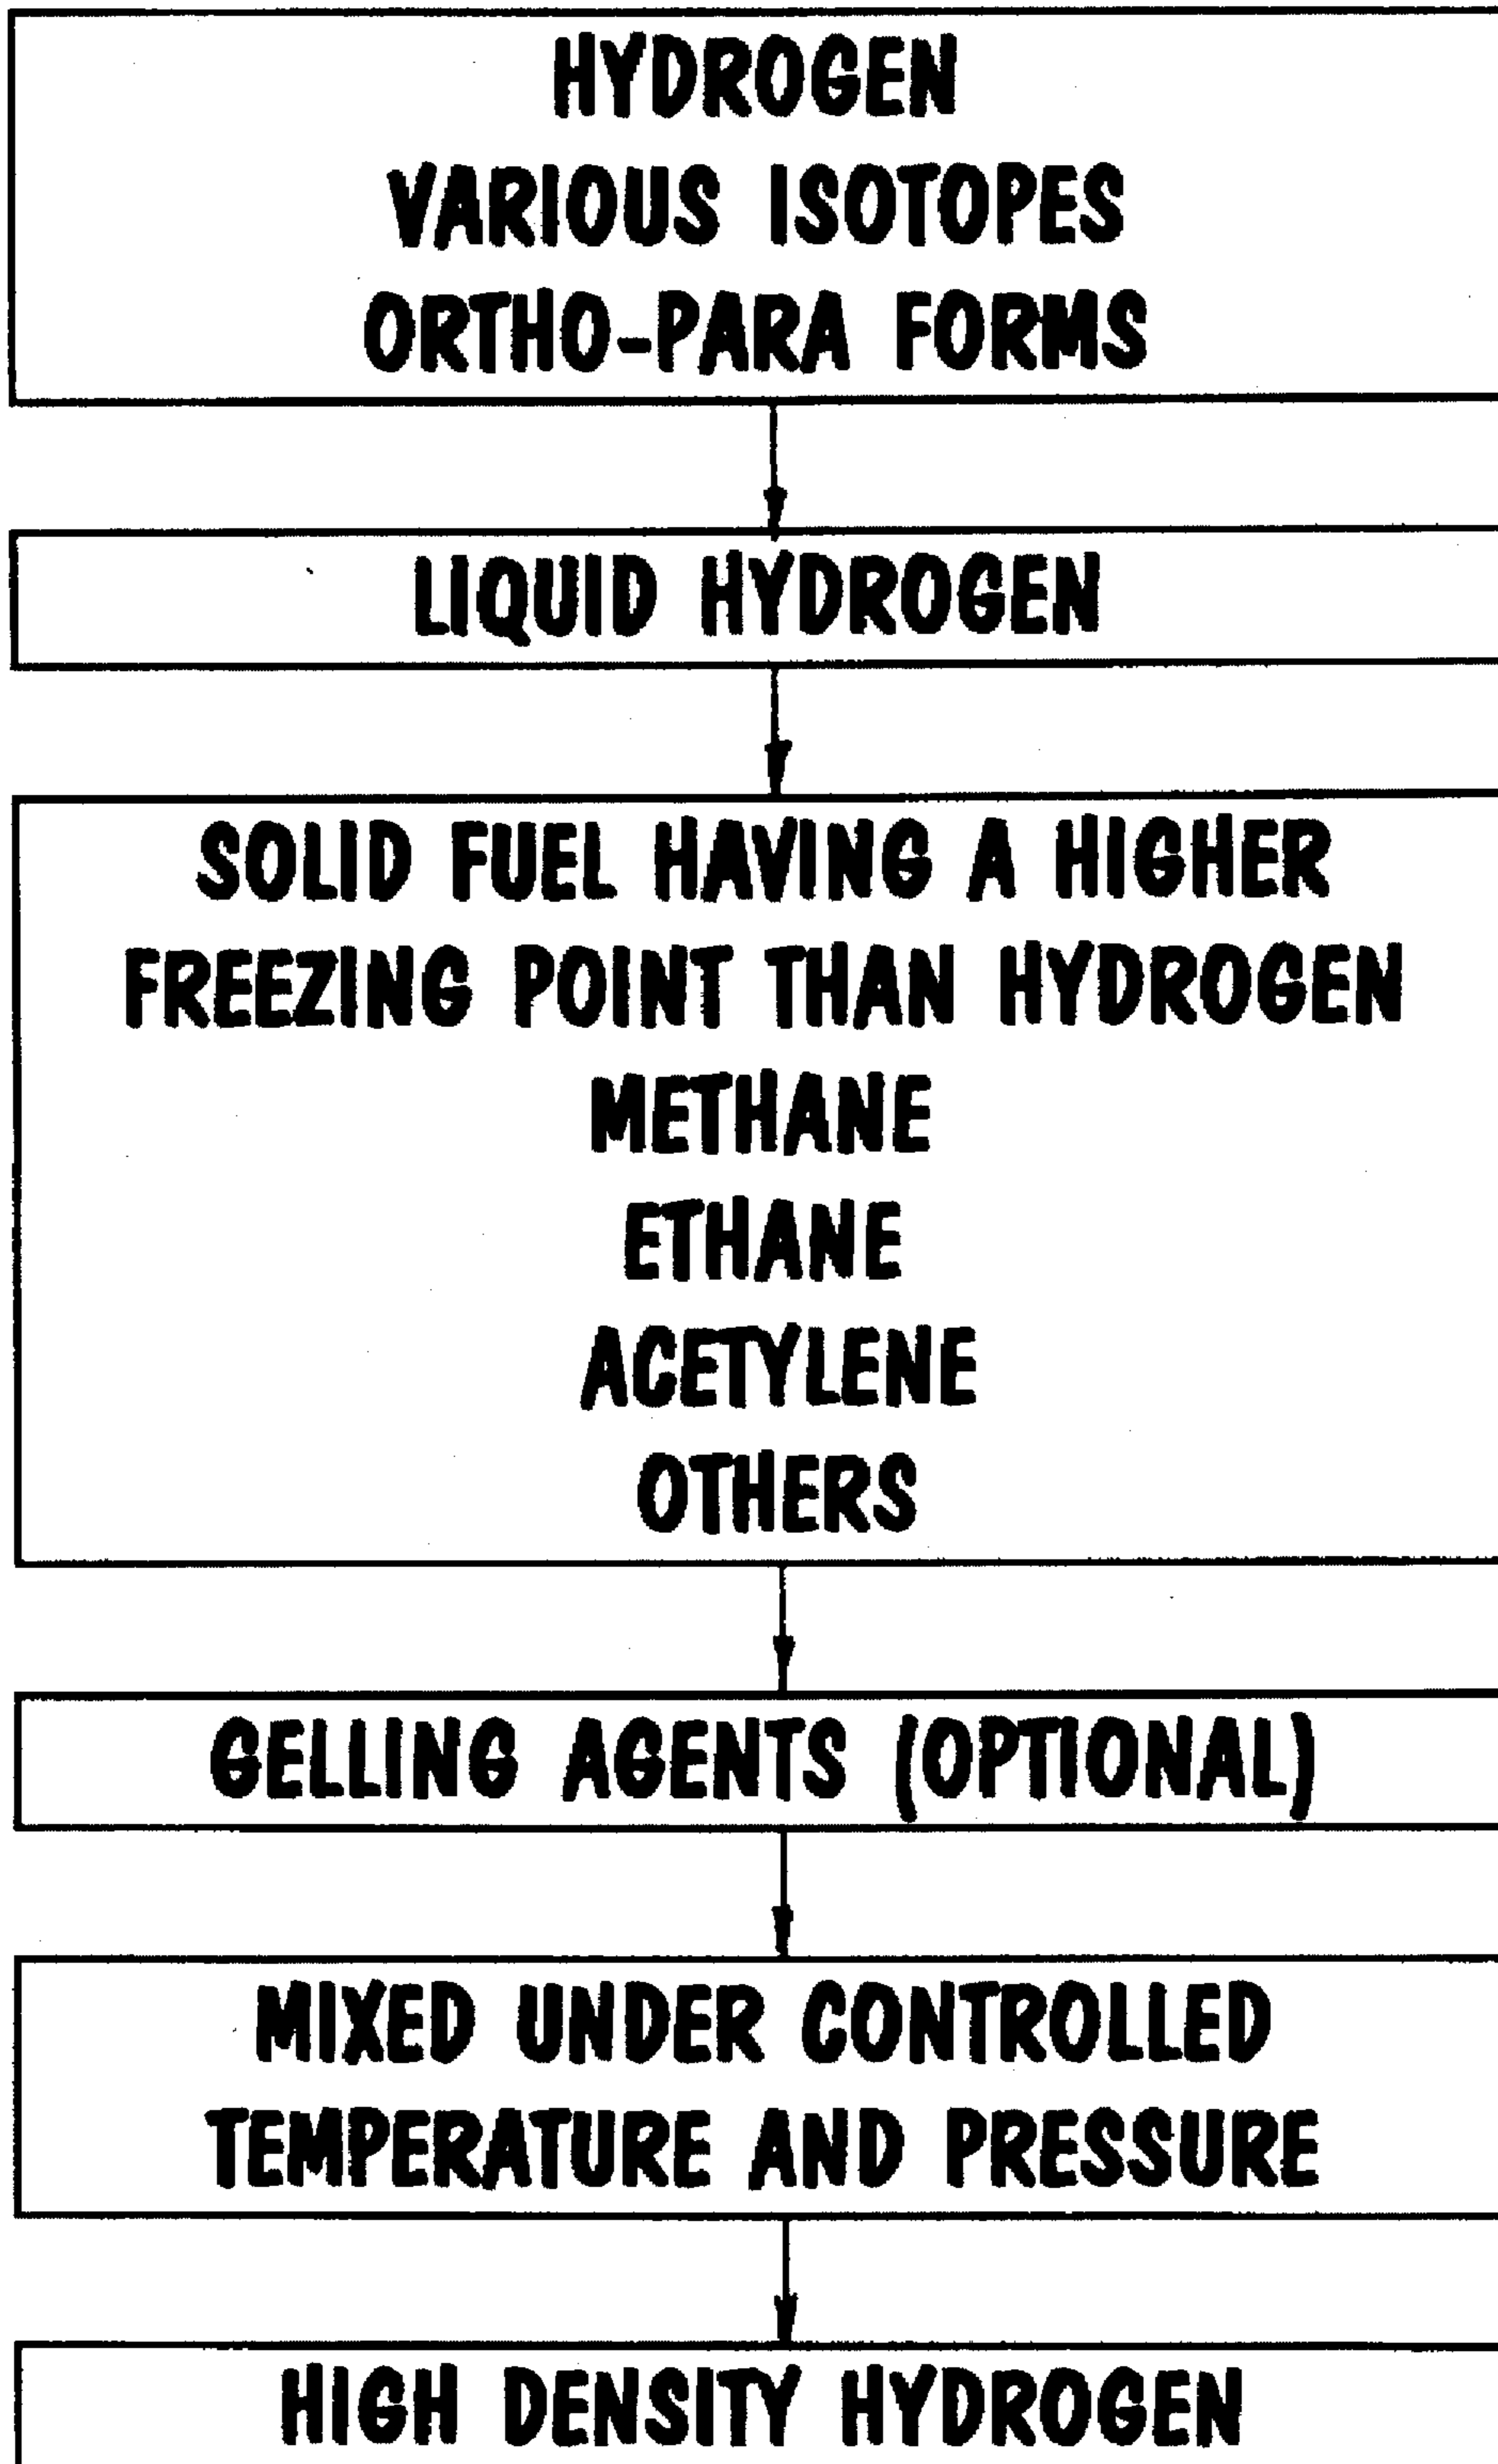 HYDROGEN
VARIOUS ISOTOPES
ORTHO-PARA FORMS
LIQUID HYDROGEN
SOLID FUEL HAVING A HIGHER
FREEZING POINT THAN HYDROGEN
METHANE
ETHANE
ACETYLENE
OTHERS
GELLING AGENTS (OPTIONAL)
MIXED UNDER CONTROLLED
TEMPERATURE AND PRESSURE
HIGH DENSITY HYDROGEN